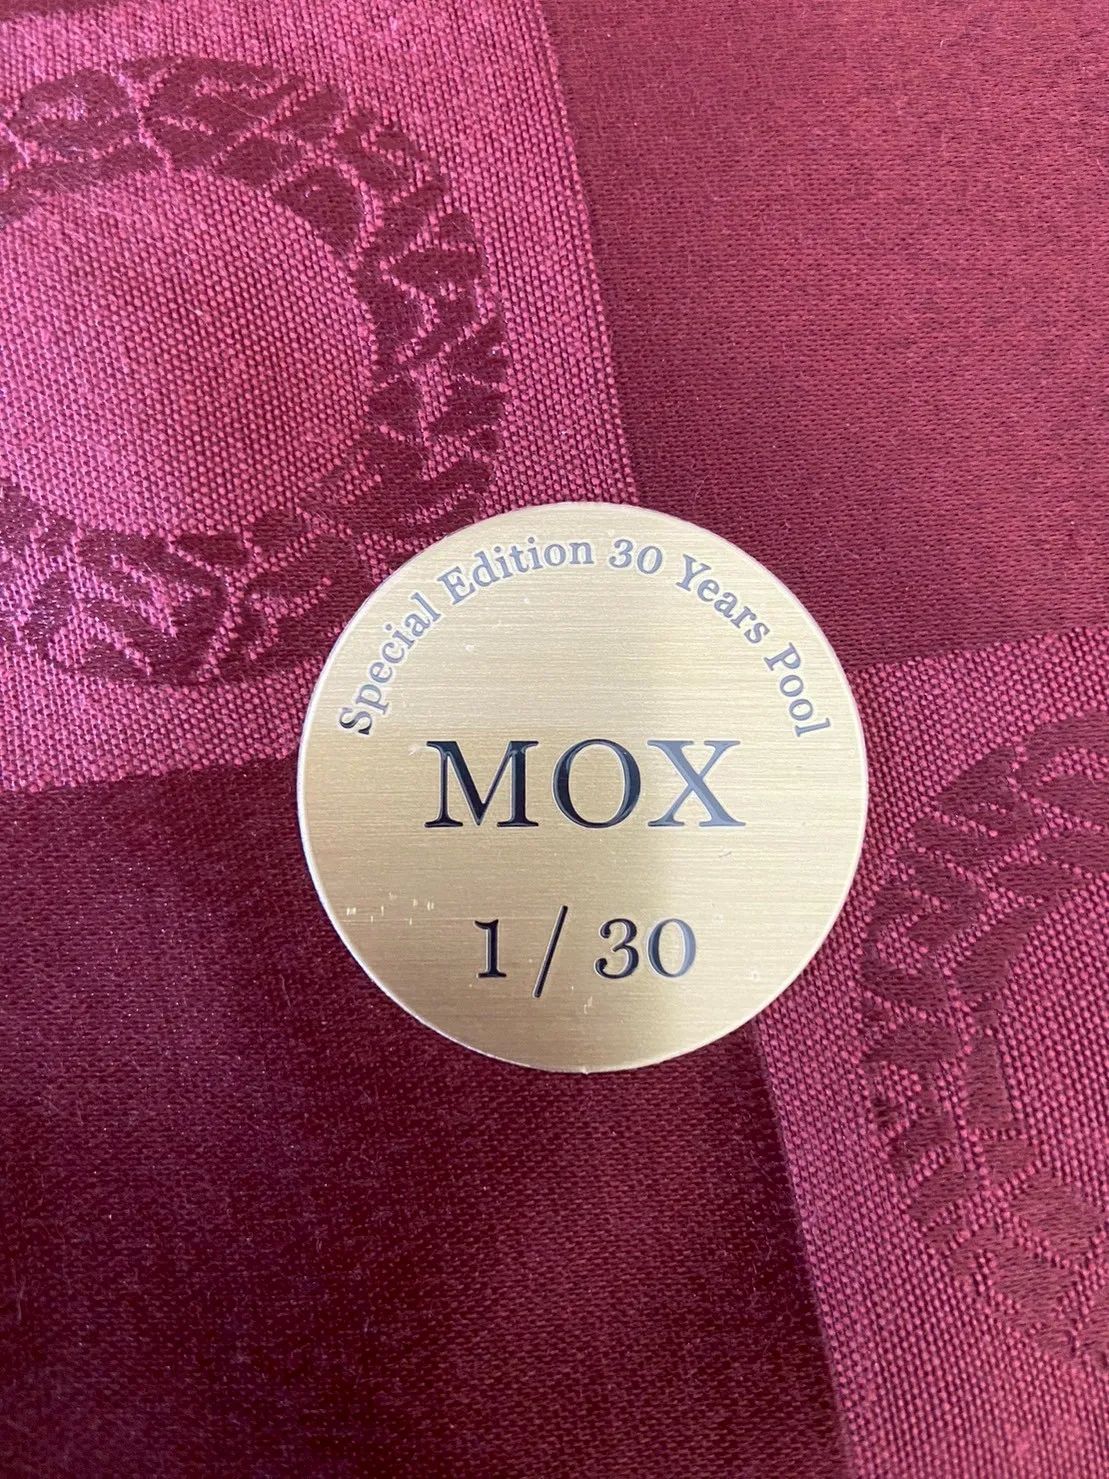 Special Edition 30 Years Pool
MOX
1/30